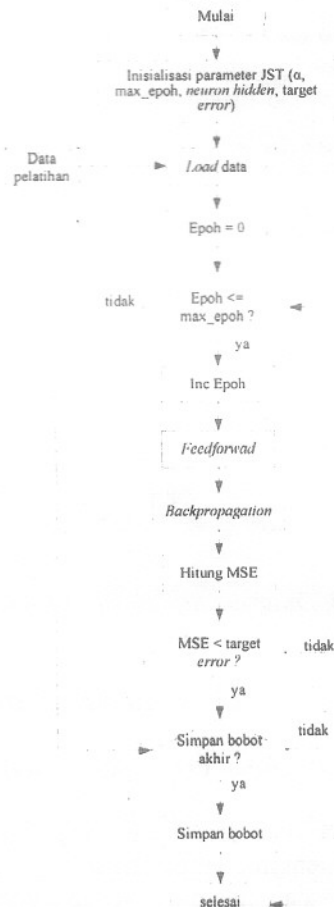 Mulai
Inisialisasi parameter JST (α,
max_epoh, neuron hidden, target
error)
Data
pelatihan
Load data
Epoh = 0
tidak
Epoh <=
max_epoh ?
ya
Inc Epoh
Feedforwad
Backpropagation
Hitung MSE
MSE < target
error ?
tidak
ya
Simpan bobot
akhir ?
tidak
ya
Simpan bobot
selesai